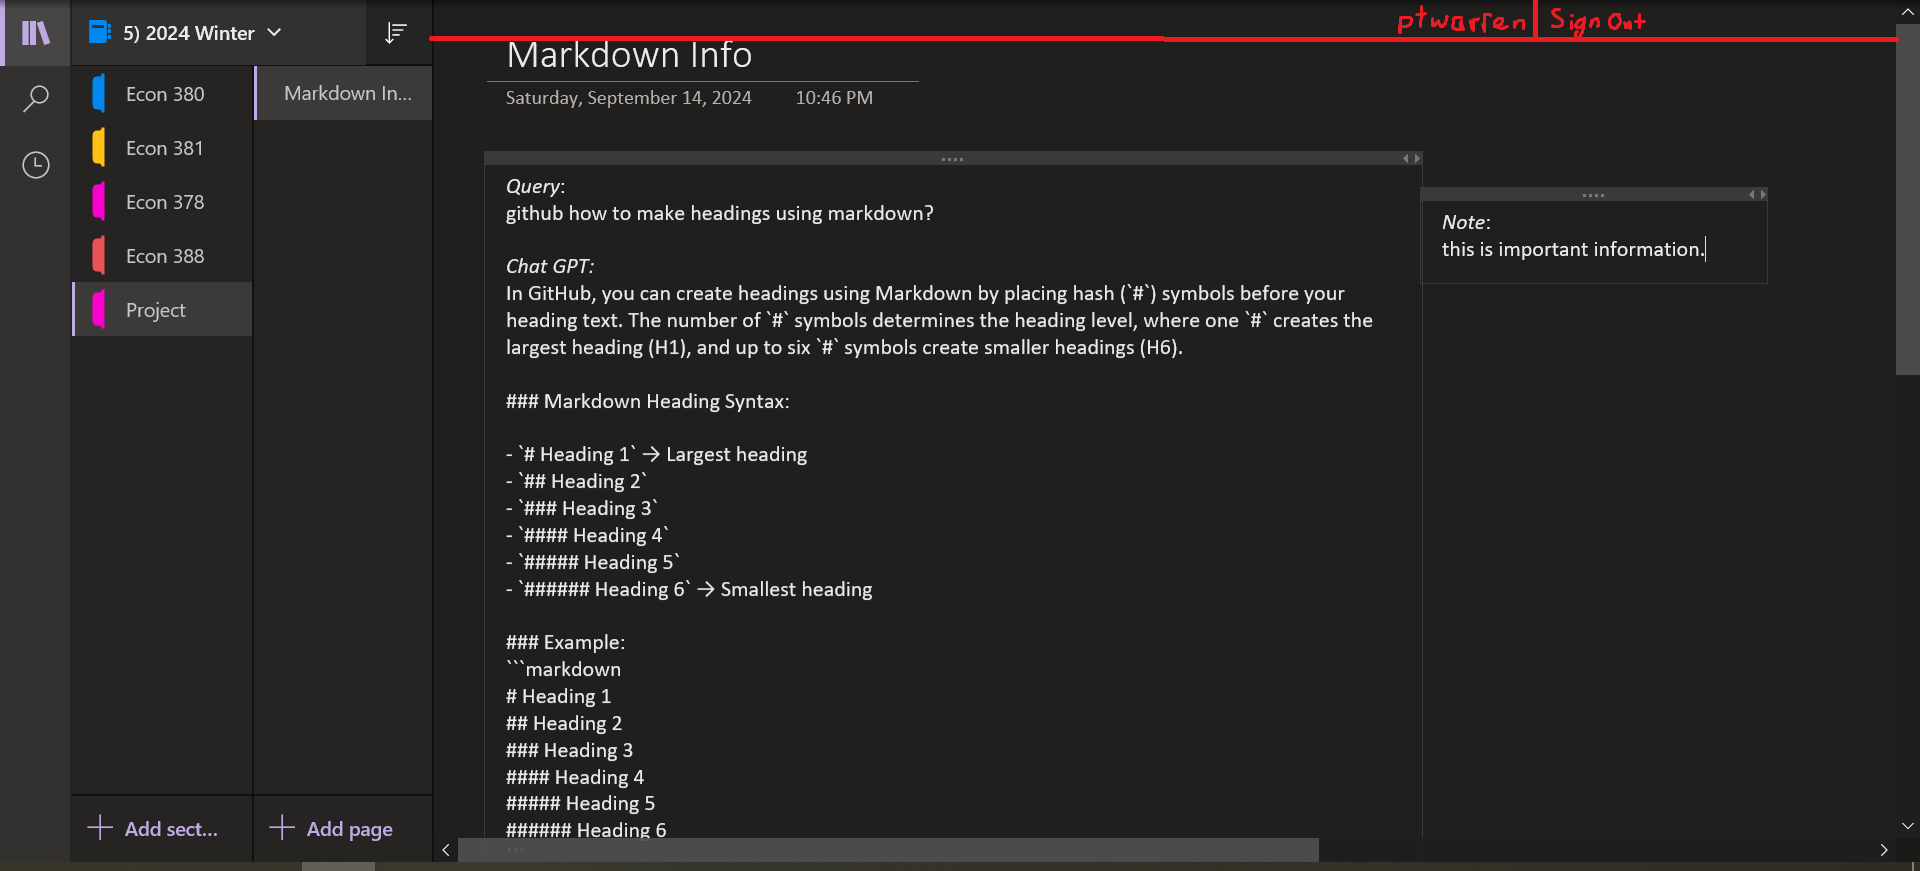 5) 2024 Winter
ptwarren | Sign Out
Econ 380
Econ 381
Econ 378
Econ 388
Project
Add sect...
Markdown In...
Add page
Markdown Info
Saturday, September 14, 2024 10:46 PM
Query:
github how to make headings using markdown?
Chat GPT:
In GitHub, you can create headings using Markdown by placing hash (`#`) symbols before your
heading text. The number of `#` symbols determines the heading level, where one `#` creates the
largest heading (H1), and up to six `#` symbols create smaller headings (H6).
### Markdown Heading Syntax:
- `# Heading 1` → Largest heading
- `## Heading 2`
- `### Heading 3`
- `#### Heading 4`
- `##### Heading 5`
- `###### Heading 6` → Smallest heading
### Example:
```markdown
# Heading 1
## Heading 2
### Heading 3
#### Heading 4
##### Heading 5
###### Heading 6
```
Note:
this is important information.